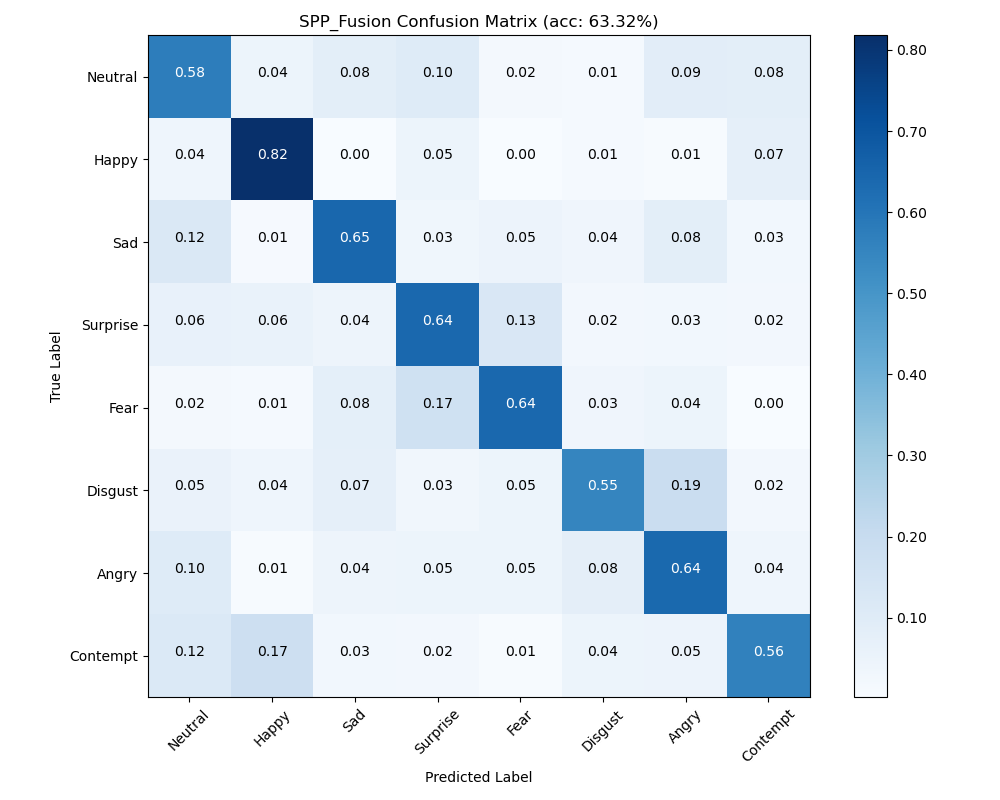 SPP_Fusion Confusion Matrix (acc: 63.32%)
Neutral 0.58 0.04 0.08 0.10 0.02 0.01 0.09 0.08
Happy 0.04 0.82 0.00 0.05 0.00 0.01 0.01 0.07
Sad 0.12 0.01 0.65 0.03 0.05 0.04 0.08 0.03
Surprise 0.06 0.06 0.04 0.64 0.13 0.02 0.03 0.02
Fear 0.02 0.01 0.08 0.17 0.64 0.03 0.04 0.00
Disgust 0.05 0.04 0.07 0.03 0.05 0.55 0.19 0.02
Angry 0.10 0.01 0.04 0.05 0.05 0.08 0.64 0.04
Contempt 0.12 0.17 0.03 0.02 0.01 0.04 0.05 0.56
Neutral Happy Sad Surprise Fear Disgust Angry Contempt
Predicted Label
True Label
0.80
0.70
0.60
0.50
0.40
0.30
0.20
0.10